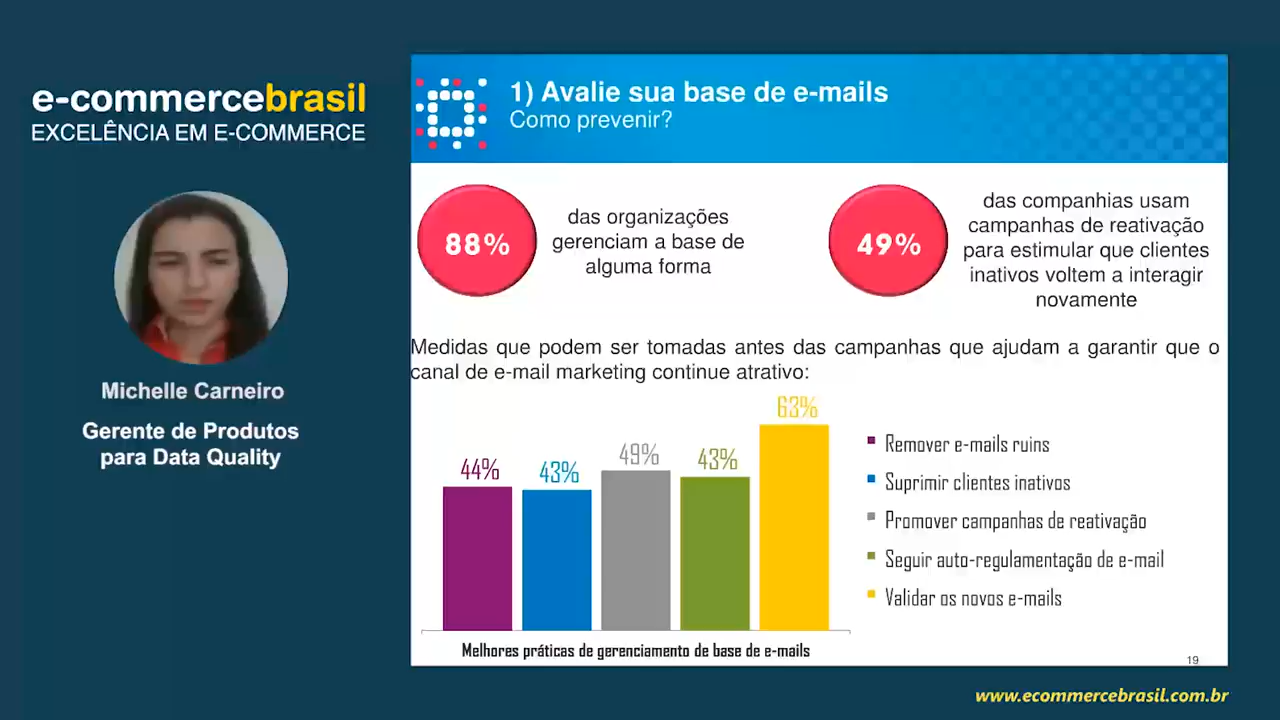 e-commercebrasil
EXCELÊNCIA EM E-COMMERCE
Michelle Carneiro
Gerente de Produtos
para Data Quality
1) Avalie sua base de e-mails
Como prevenir?
88%
das organizações
gerenciam a base de
alguma forma
49%
das companhias usam
campanhas de reativação
para estimular que clientes
inativos voltem a interagir
novamente
Medidas que podem ser tomadas antes das campanhas que ajudam a garantir que o
canal de e-mail marketing continue atrativo:
44%
43%
49%
43%
63%
Remover e-mails ruins
Suprimir clientes inativos
Promover campanhas de reativação
Seguir auto-regulamentação de e-mail
Validar os novos e-mails
Melhores práticas de gerenciamento de base de e-mails
19
www.ecommercebrasil.com.br